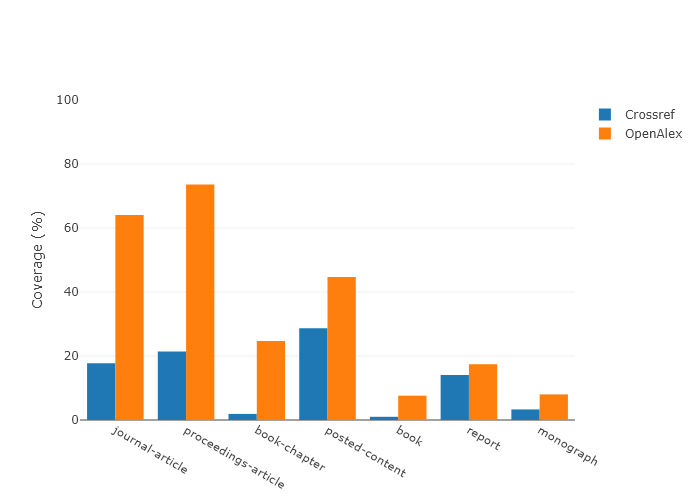 100
80
60
40
20
0
Coverage (%)
journal-article
proceedings-article
book-chapter
posted-content
book
report
monograph
Crossref
OpenAlex